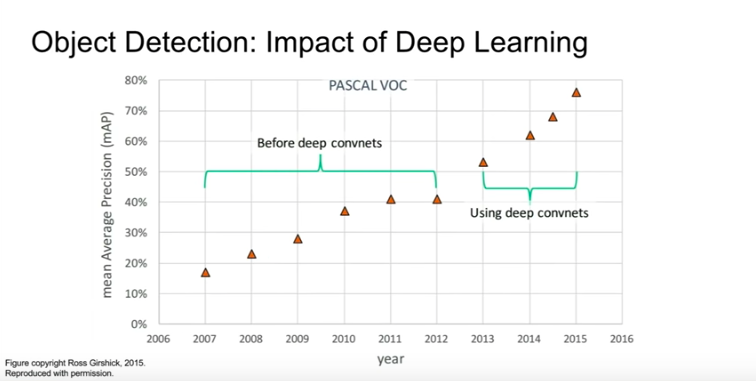 Object Detection: Impact of Deep Learning
PASCAL VOC
mean Average Precision (mAP)
80%
70%
60%
50%
40%
30%
20%
10%
0%
Before deep convnets
Using deep convnets
2006 2007 2008 2009 2010 2011 2012 2013 2014 2015 2016
year
Figure copyright Ross Girshick, 2015.
Reproduced with permission.